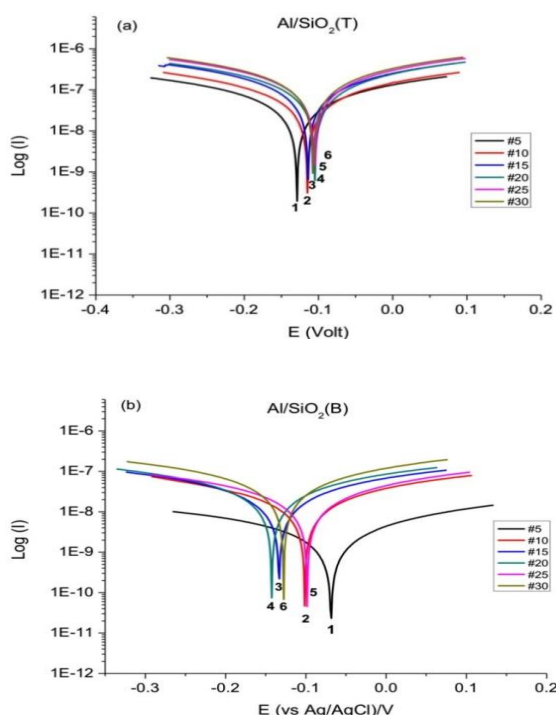 (a)
Al/SiO₂(T)
1E-6
1E-7
1E-8
1E-9
1E-10
1E-11
1E-12
Log (I)
#5
#10
#15
#20
#25
#30
6
5
3 4
2
1
-0.4 -0.3 -0.2 -0.1 0.0 0.1 0.2
E (Volt)
(b)
Al/SiO₂(B)
1E-6
1E-7
1E-8
1E-9
1E-10
1E-11
1E-12
Log (I)
#5
#10
#15
#20
#25
#30
3 5
4 6 2 1
-0.3 -0.2 -0.1 0.0 0.1 0.2
E (vs Ag/AgCl)/V